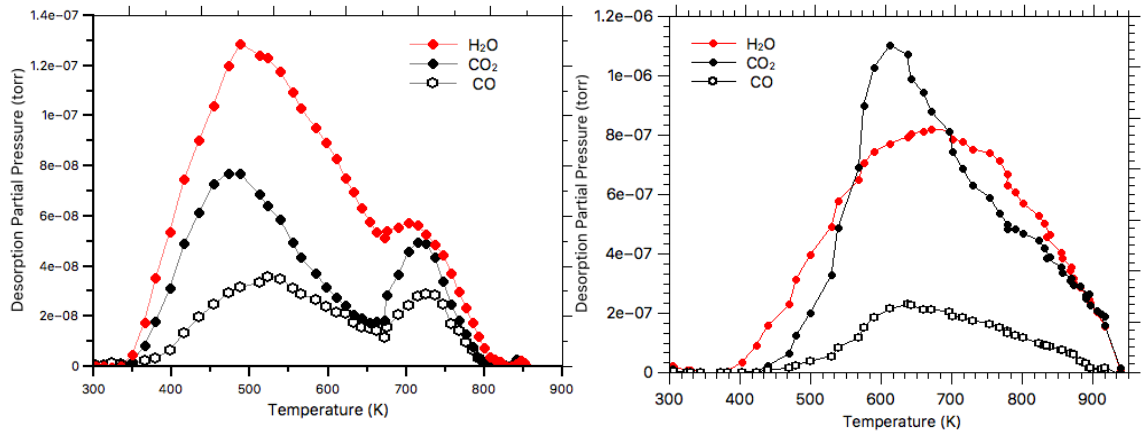 1.4e-07
1.2e-07
1e-07
8e-08
6e-08
4e-08
2e-08
0
Desorption Partial Pressure (torr)
H₂O
CO₂
CO
300 400 500 600 700 800 900
Temperature (K)
1.2e-06
1e-06
8e-07
6e-07
4e-07
2e-07
0
Desorption Partial Pressure (torr)
H₂O
CO₂
CO
300 400 500 600 700 800 900
Temperature (K)